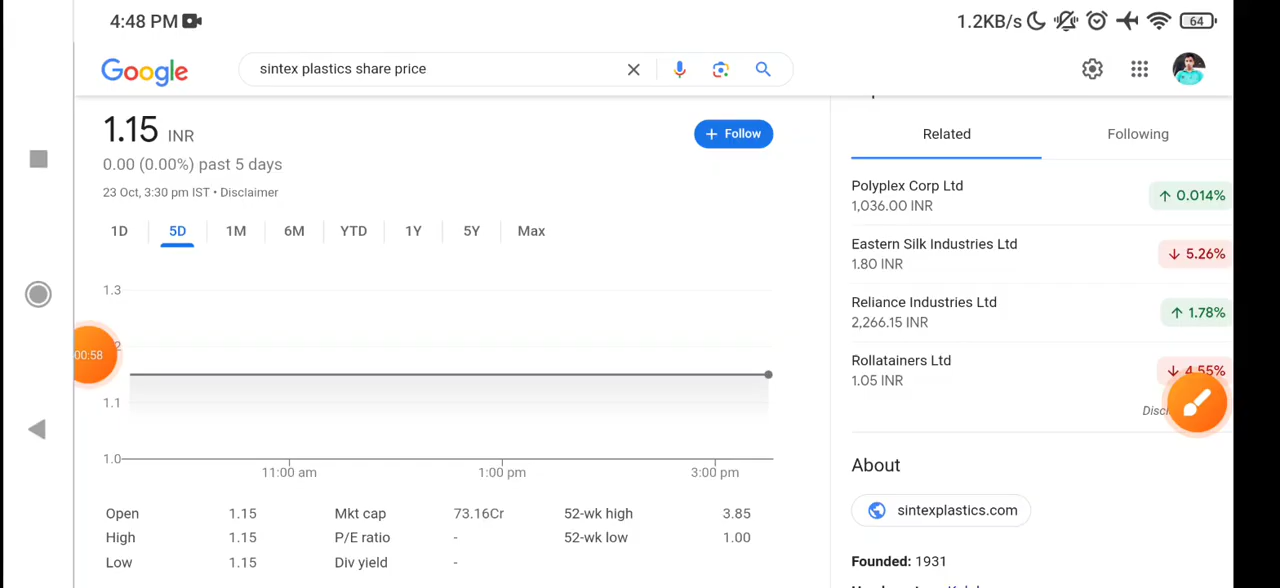 4:48 PM
1.2KB/s
64
Google
sintex plastics share price
1.15 INR
Follow
0.00 (0.00%) past 5 days
23 Oct, 3:30 pm IST • Disclaimer
1D
5D
1M
6M
YTD
1Y
5Y
Max
1.3
1.1
1.0
11:00 am
1:00 pm
3:00 pm
00:58
Open 1.15 Mkt cap 73.16Cr 52-wk high 3.85
High 1.15 P/E ratio - 52-wk low 1.00
Low 1.15 Div yield -
Related
Following
Polyplex Corp Ltd
1,036.00 INR
↑ 0.014%
Eastern Silk Industries Ltd
1.80 INR
↓ 5.26%
Reliance Industries Ltd
2,266.15 INR
↑ 1.78%
Rollatainers Ltd
1.05 INR
↓ 4.55%
About
sintexplastics.com
Founded: 1931